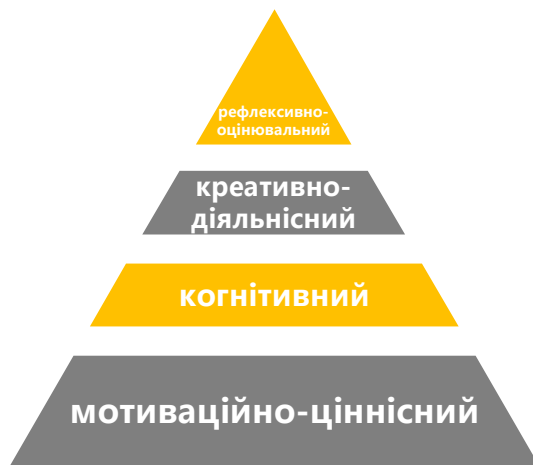 рефлексивно-
оцінювальний
креативно-
діяльнісний
когнітивний
мотиваційно-ціннісний